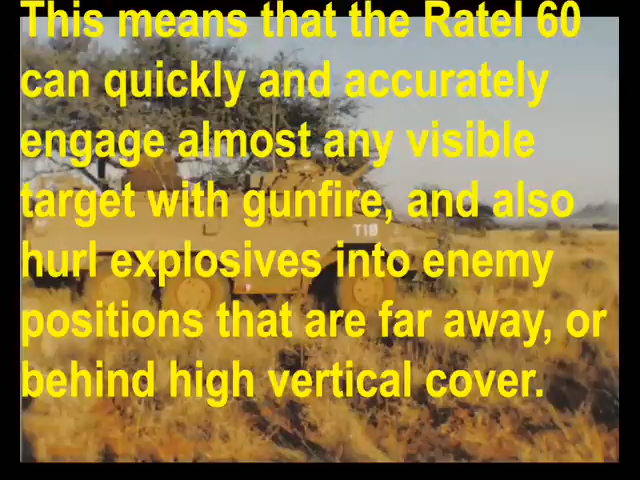 This means that the Ratel 60
can quickly and accurately
engage almost any visible
target with gunfire, and also
hurl explosives into enemy
positions that are far away, or
behind high vertical cover.
T10